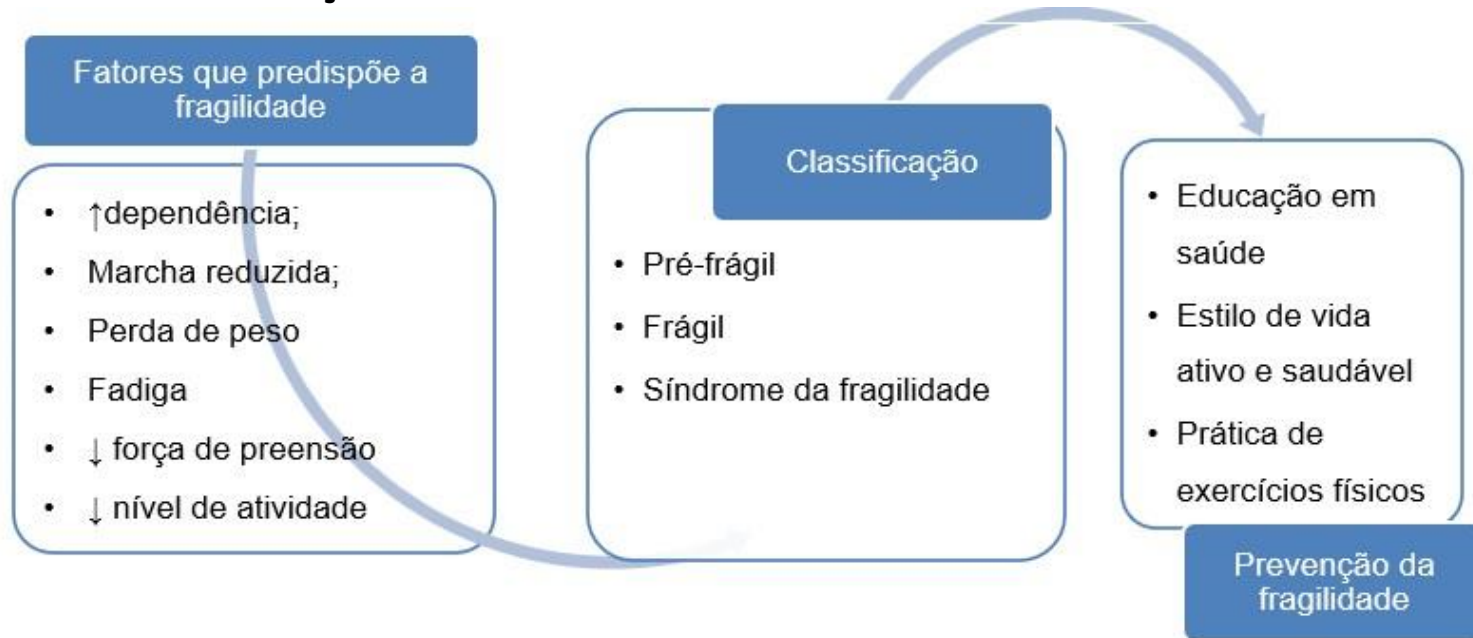 Fatores que predispõe a
fragilidade
• ↑dependência;
• Marcha reduzida;
• Perda de peso
• Fadiga
• ↓ força de preensão
• ↓ nível de atividade
Classificação
• Pré-frágil
• Frágil
• Síndrome da fragilidade
• Educação em
saúde
• Estilo de vida
ativo e saudável
• Prática de
exercícios físicos
Prevenção da
fragilidade